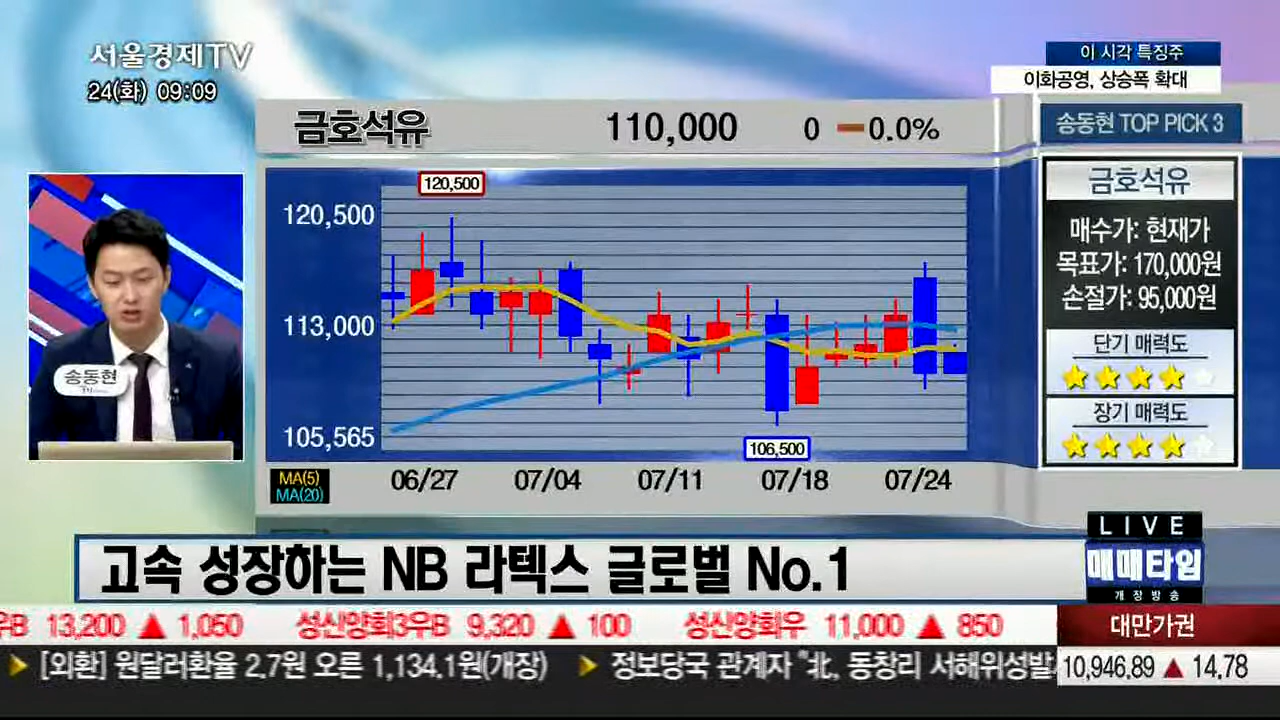 서울경제TV
24(화) 09:09
이 시각 특징주
이화공영, 상승폭 확대
금호석유 110,000 0 0.0%
송동현 TOP PICK 3
금호석유
매수가: 현재가
목표가: 170,000원
손절가: 95,000원
단기 매력도
장기 매력도
120,500
120,500
113,000
105,565
106,500
MA(5)
MA(20)
06/27 07/04 07/11 07/18 07/24
송동현
고속 성장하는 NB 라텍스 글로벌 No.1
LIVE
매매타임
개장방송
우B 13,200 ▲ 1,050 성신양회3우B 9,320 ▲ 100 성신양회우 11,000 ▲ 850
대만가권
[외환] 원달러환율 2.7원 오른 1,134.1원(개장) 정보당국 관계자 "北, 동창리 서해위성발
10,946.89 ▲ 14.78